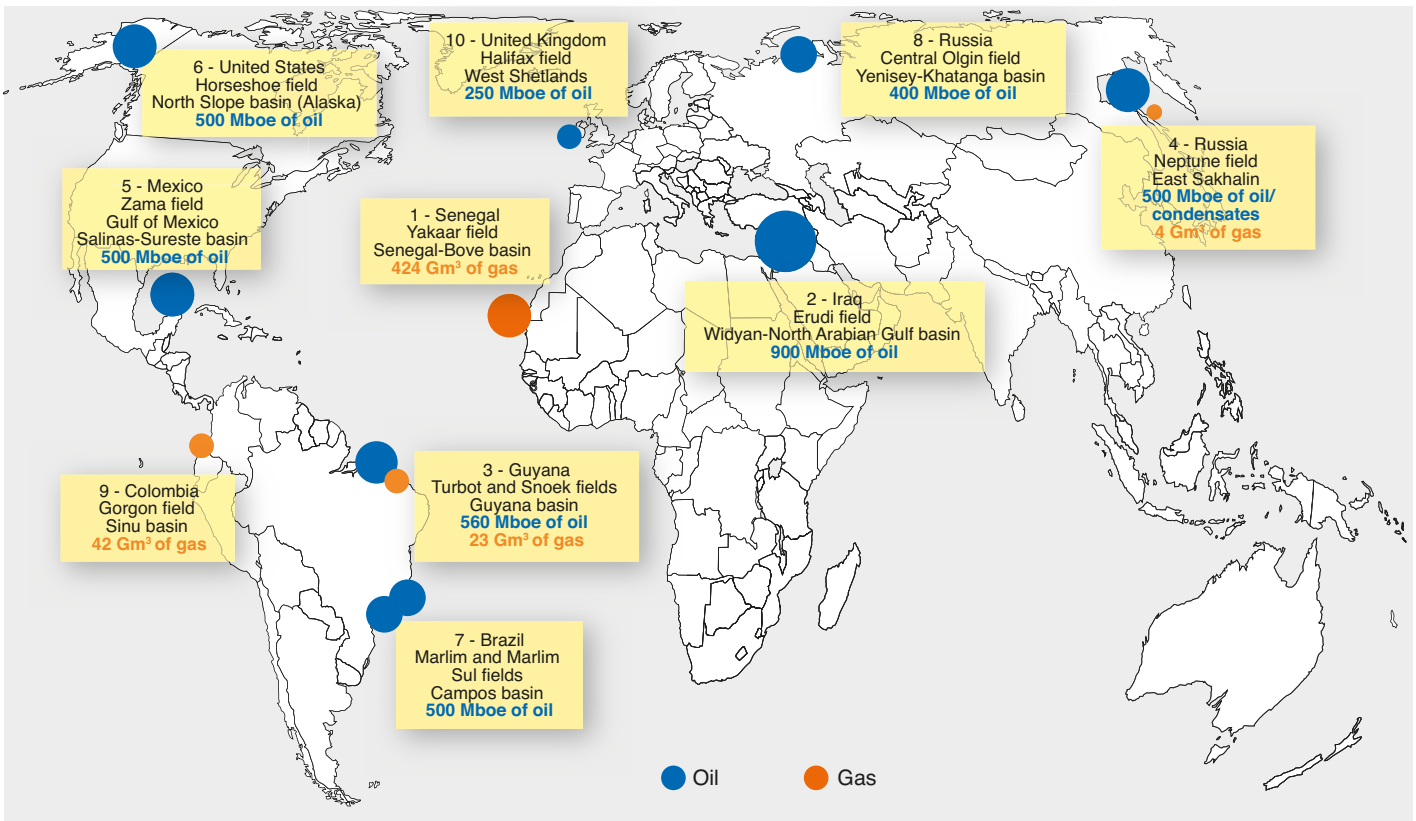 6 - United States
Horseshoe field
North Slope basin (Alaska)
500 Mboe of oil
10 - United Kingdom
Halifax field
West Shetlands
250 Mboe of oil
8 - Russia
Central Olgin field
Yenisey-Khatanga basin
400 Mboe of oil
4 - Russia
Neptune field
East Sakhalin
500 Mboe of oil/
condensates
4 Gm³ of gas
5 - Mexico
Zama field
Gulf of Mexico
Salinas-Sureste basin
500 Mboe of oil
1 - Senegal
Yakaar field
Senegal-Bove basin
424 Gm³ of gas
2 - Iraq
Erudi field
Widyan-North Arabian Gulf basin
900 Mboe of oil
9 - Colombia
Gorgon field
Sinu basin
42 Gm³ of gas
3 - Guyana
Turbot and Snoek fields
Guyana basin
560 Mboe of oil
23 Gm³ of gas
7 - Brazil
Marlim and Marlim
Sul fields
Campos basin
500 Mboe of oil
Oil
Gas